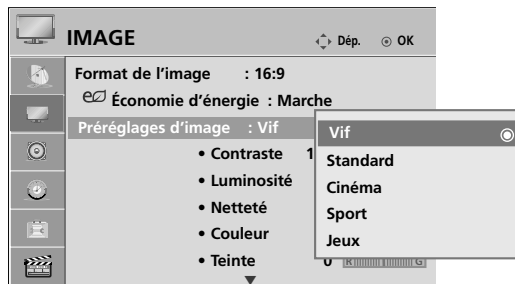 IMAGE Dép. OK
Format de l'image : 16:9
Économie d'énergie : Marche
Préréglages d'image : Vif
• Contraste 1
• Luminosité
• Netteté
• Couleur
• Teinte 0 R G
Vif
Standard
Cinéma
Sport
Jeux